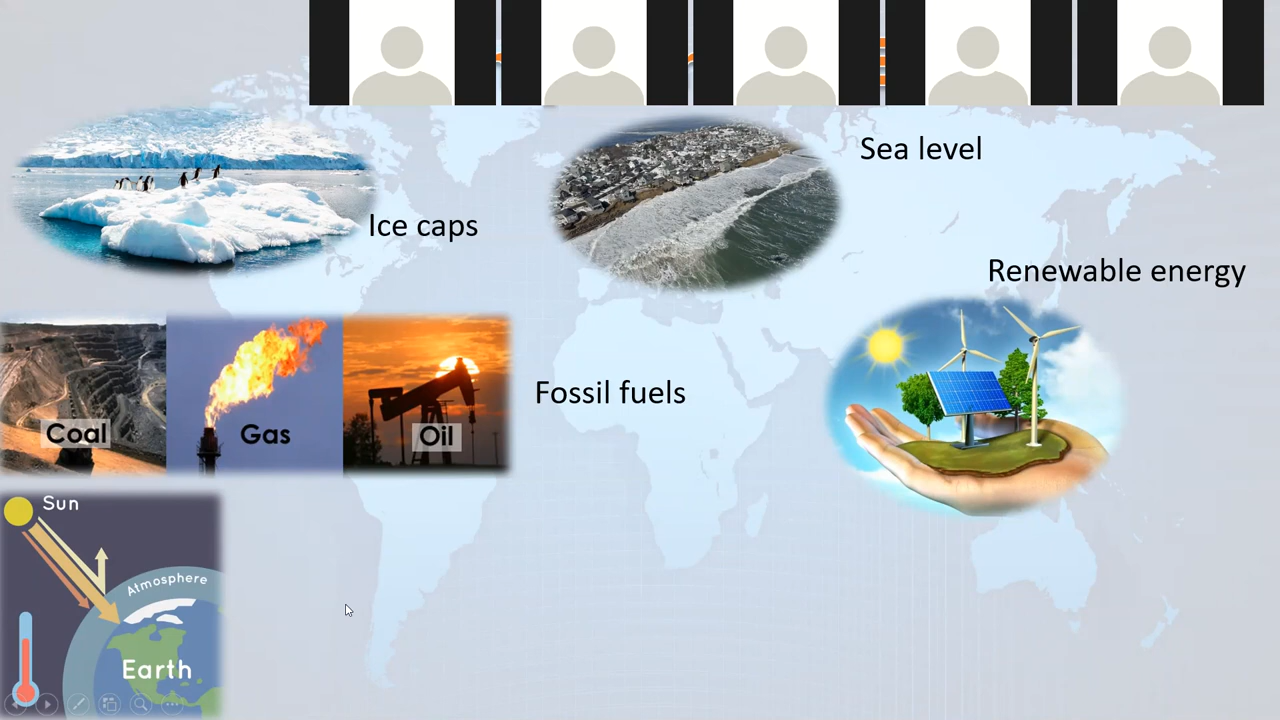 Sea level
Ice caps
Renewable energy
Fossil fuels
Coal
Gas
Oil
Sun
Atmosphere
Earth